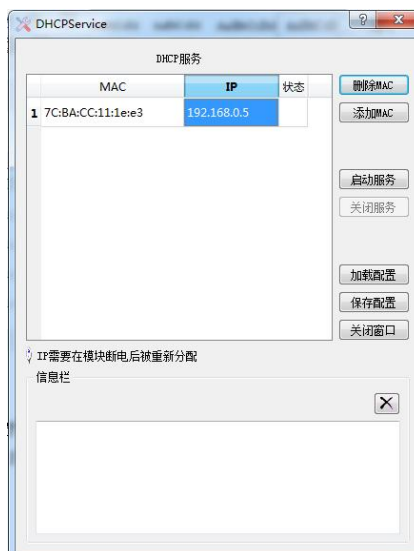 DHCPService
DHCP服务
MAC IP 状态
1 7C:BA:CC:11:1e:e3 192.168.0.5
删除MAC
添加MAC
启动服务
关闭服务
加载配置
保存配置
关闭窗口
IP需要在模块断电后被重新分配
信息栏